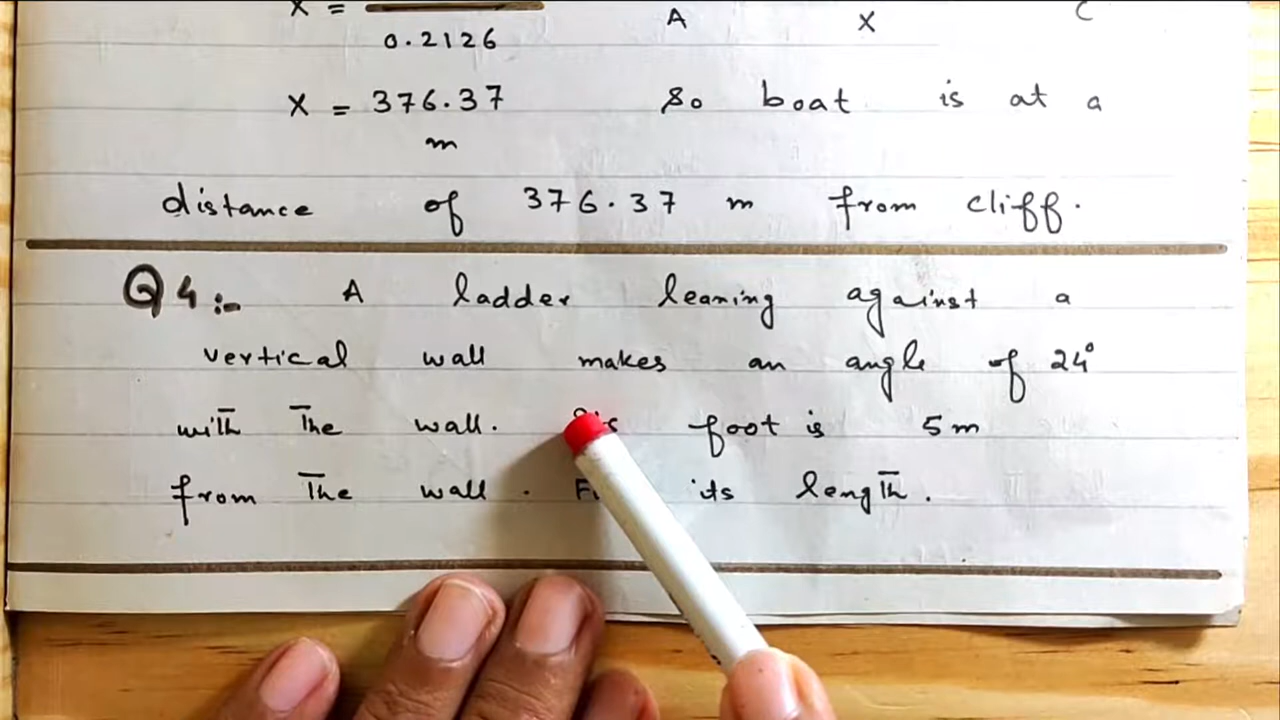 X =
0.2126
A X C
X = 376.37 So boat is at a
m
distance of 376.37 m from cliff.
Q4:- A ladder leaning against a
vertical wall makes an angle of 24°
with the wall. foot is 5m
from the wall. its length.